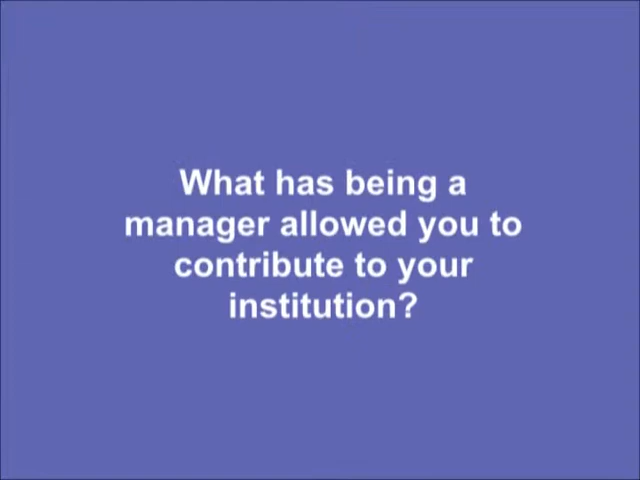 What has being a
manager allowed you to
contribute to your
institution?